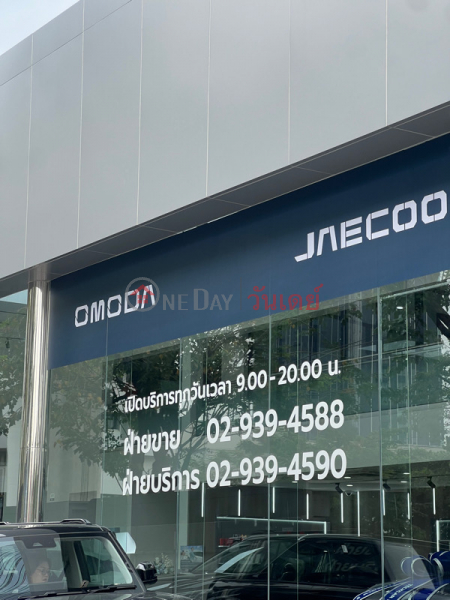 OMODA
JAECOO
ONEDAY วันเดย์
เปิดบริการทุกวันเวลา 9.00 - 20.00 น.
ฝ่ายขาย 02-939-4588
ฝ่ายบริการ 02-939-4590